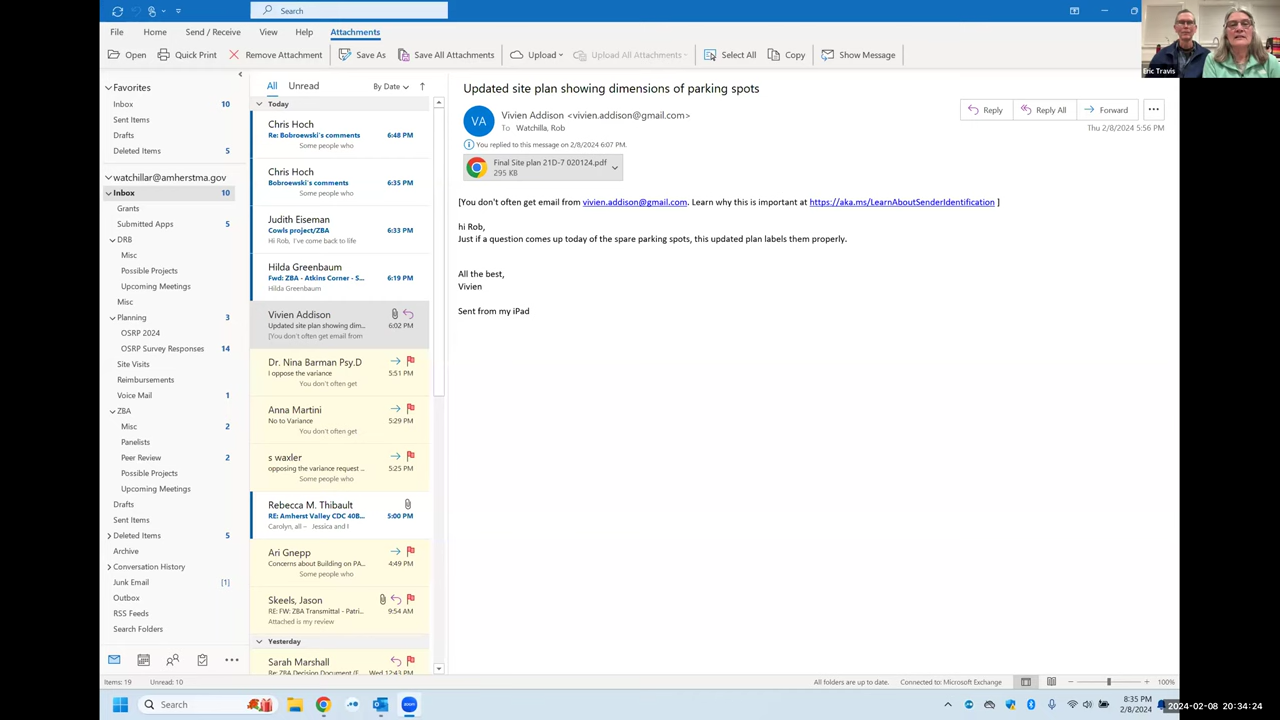 Search
File Home Send / Receive View Help Attachments
Open Quick Print Remove Attachment Save As Save All Attachments Upload Upload All Attachments Select All Copy Show Message
Eric Travis
Favorites
Inbox 10
Sent Items
Drafts
Deleted Items 5
watchillar@amherstma.gov
Inbox 10
Grants
Submitted Apps 5
DRB
Misc
Possible Projects
Upcoming Meetings
Misc
Planning 3
OSRP 2024
OSRP Survey Responses 14
Site Visits
Reimbursements
Voice Mail 1
ZBA
Misc 2
Panelists
Peer Review 2
Possible Projects
Upcoming Meetings
Drafts
Sent Items
Deleted Items 5
Archive
Conversation History
Junk Email [1]
Outbox
RSS Feeds
Search Folders
All Unread By Date
Today
Chris Hoch
Re: Bobroewski's comments 6:48 PM
Some people who
Chris Hoch
Bobroewski's comments 6:35 PM
Some people who
Judith Eiseman
Cowls project/ZBA 6:33 PM
Hi Rob, I've come back to life
Hilda Greenbaum
Fwd: ZBA - Atkins Corner - S... 6:19 PM
Hilda Greenbaum
Vivien Addison
Updated site plan showing dim... 6:02 PM
[You don't often get email from
Dr. Nina Barman Psy.D
I oppose the variance 5:51 PM
You don't often get
Anna Martini
No to Variance 5:29 PM
You don't often get
s waxler
opposing the variance request ... 5:25 PM
Some people who
Rebecca M. Thibault
RE: Amherst Valley CDC 40B... 5:00 PM
Carolyn, all – Jessica and I
Ari Gnepp
Concerns about Building on PA... 4:49 PM
Some people who
Skeels, Jason
RE: FW: ZBA Transmittal - Patri... 9:54 AM
Attached is my review
Yesterday
Sarah Marshall
Re: ZBA Decision Document (F... Wed 12:43 PM
Updated site plan showing dimensions of parking spots
VA
Vivien Addison <vivien.addison@gmail.com>
To Watchilla, Rob
Reply Reply All Forward ...
Thu 2/8/2024 5:56 PM
You replied to this message on 2/8/2024 6:07 PM.
Final Site plan 21D-7 020124.pdf
295 KB
[You don't often get email from vivien.addison@gmail.com. Learn why this is important at https://aka.ms/LearnAboutSenderIdentification ]
hi Rob,
Just if a question comes up today of the spare parking spots, this updated plan labels them properly.
All the best,
Vivien
Sent from my iPad
Items: 19 Unread: 10 All folders are up to date. Connected to: Microsoft Exchange 100%
Search zoom
8:35 PM
2/8/2024
2024-02-08 20:34:24